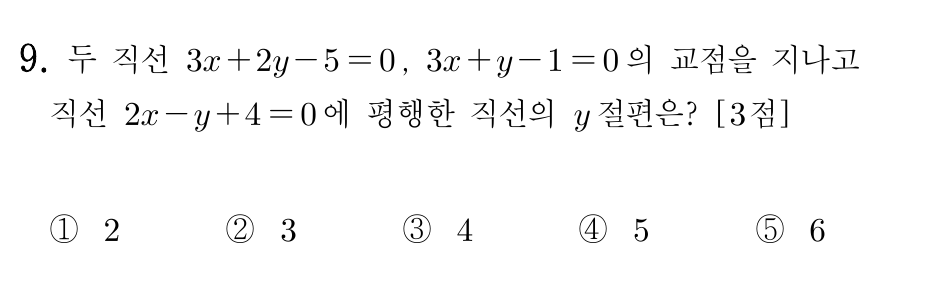 9. 두 직선 3x+2y-5=0, 3x+y-1=0의 교점을 지나고
직선 2x-y+4=0에 평행한 직선의 y절편은? [3점]
① 2 ② 3 ③ 4 ④ 5 ⑤ 6